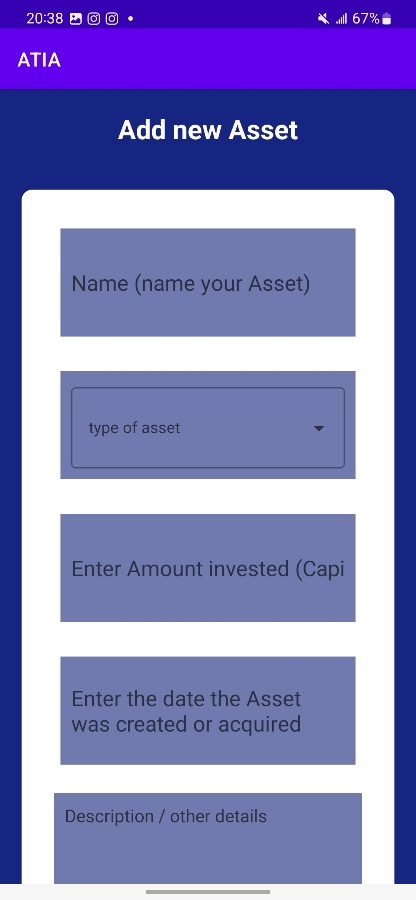 20:38
67%
ATIA
Add new Asset
Name (name your Asset)
type of asset
Enter Amount invested (Capi
Enter the date the Asset
was created or acquired
Description / other details